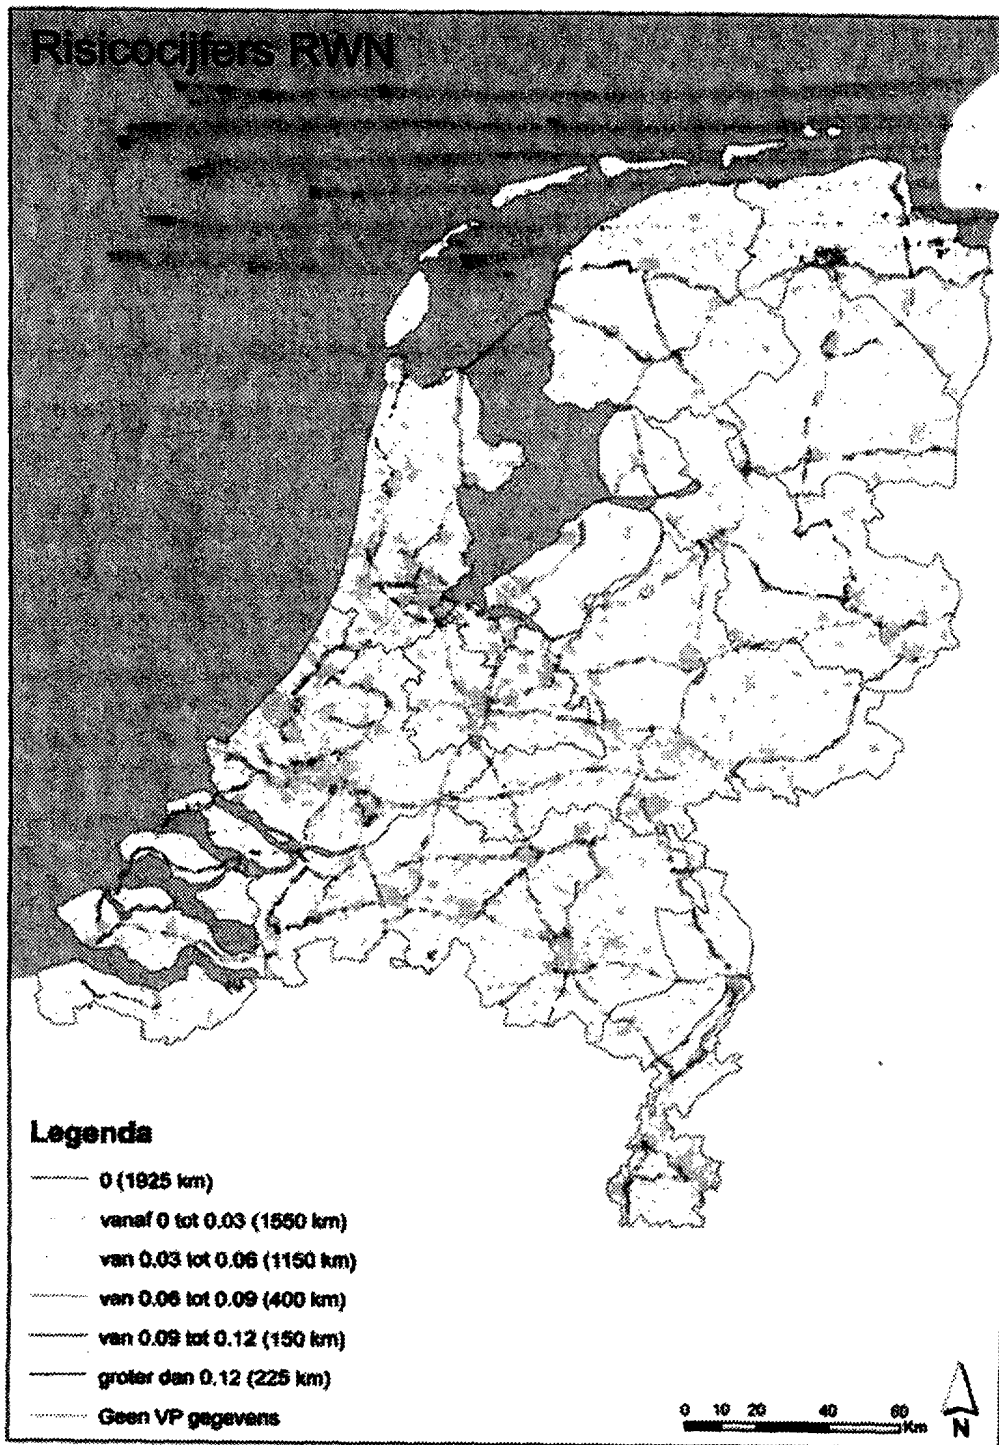 Risicocijfers RWN
Legenda
0 (1925 km)
vanaf 0 tot 0.03 (1550 km)
van 0.03 tot 0.06 (1150 km)
van 0.06 tot 0.09 (400 km)
van 0.09 tot 0.12 (150 km)
groter dan 0.12 (225 km)
Geen VP gegevens
0 10 20 40 60
Km
N